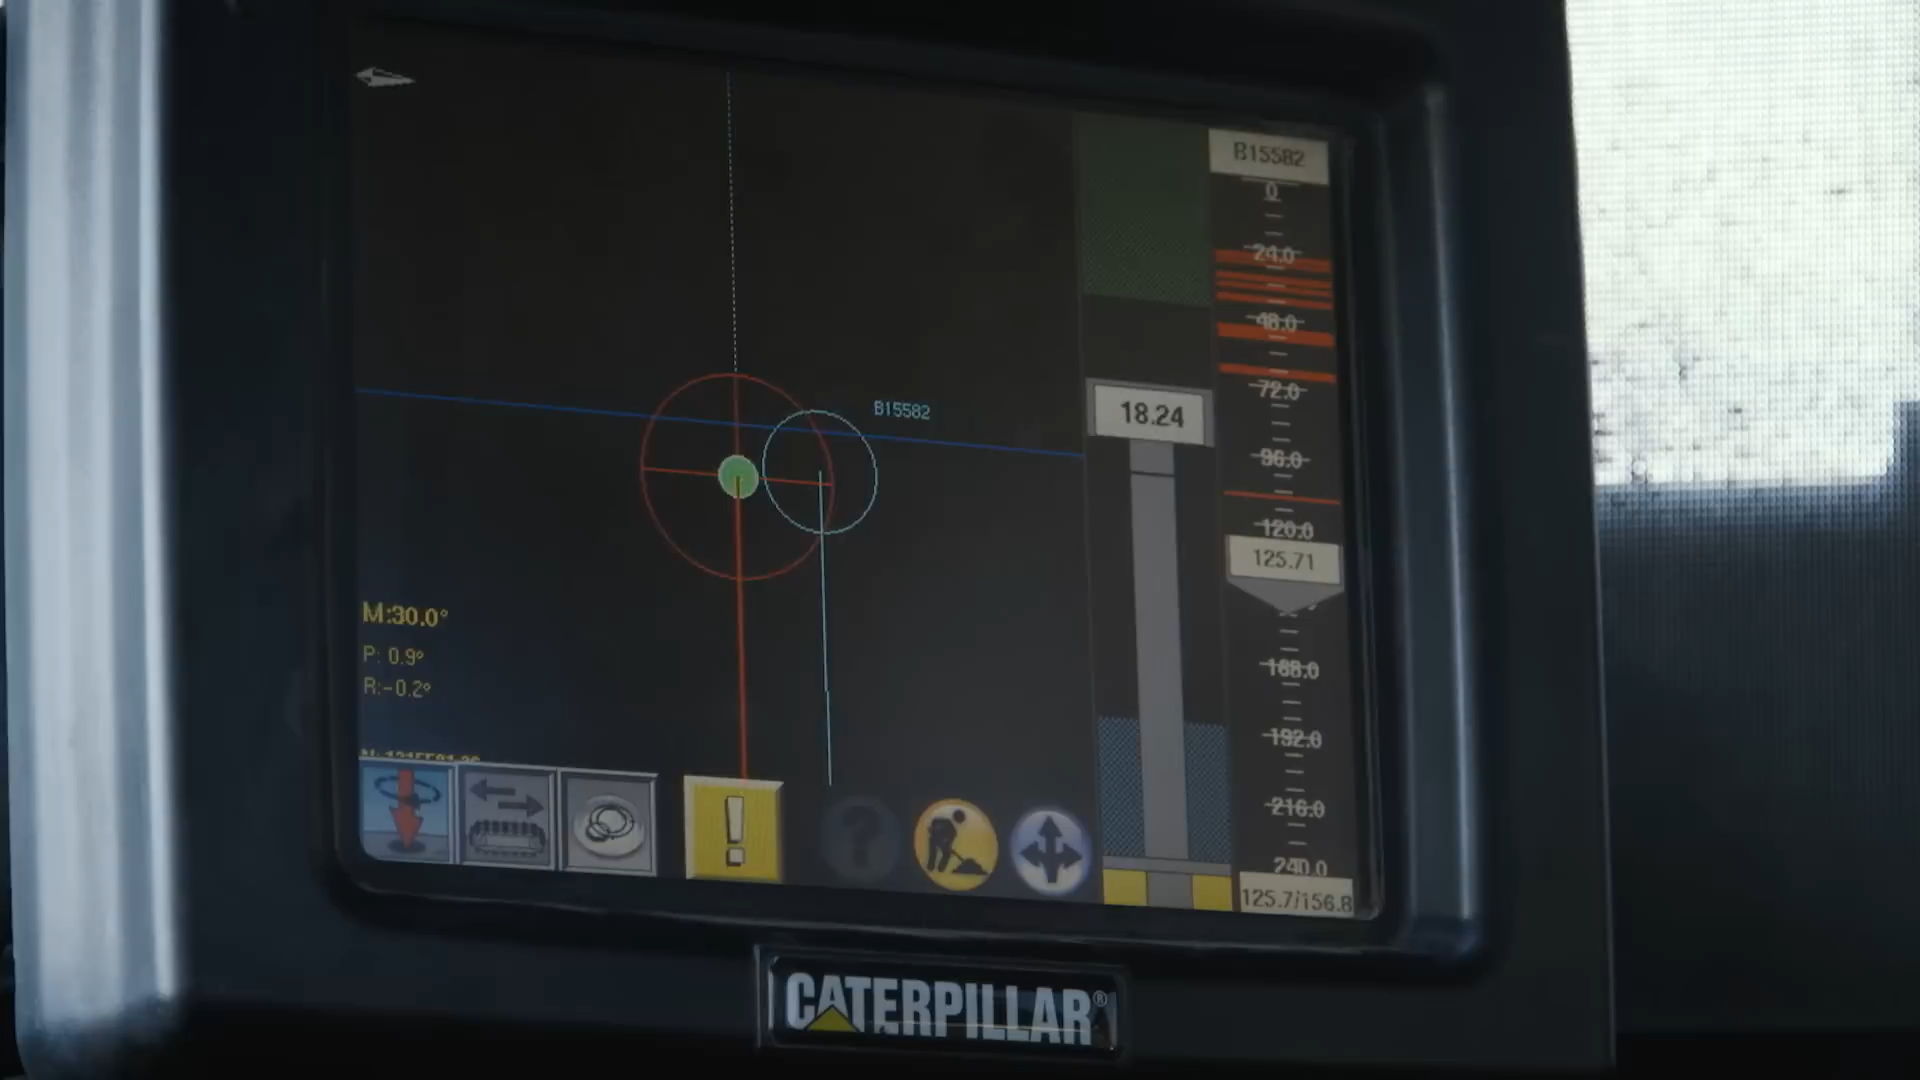 B15582
0
24.0
48.0
72.0
96.0
120.0
125.71
168.0
192.0
216.0
240.0
125.7/156.8
18.24
B15582
M:30.0°
P: 0.9°
R:-0.2°
!
?
CATERPILLAR®